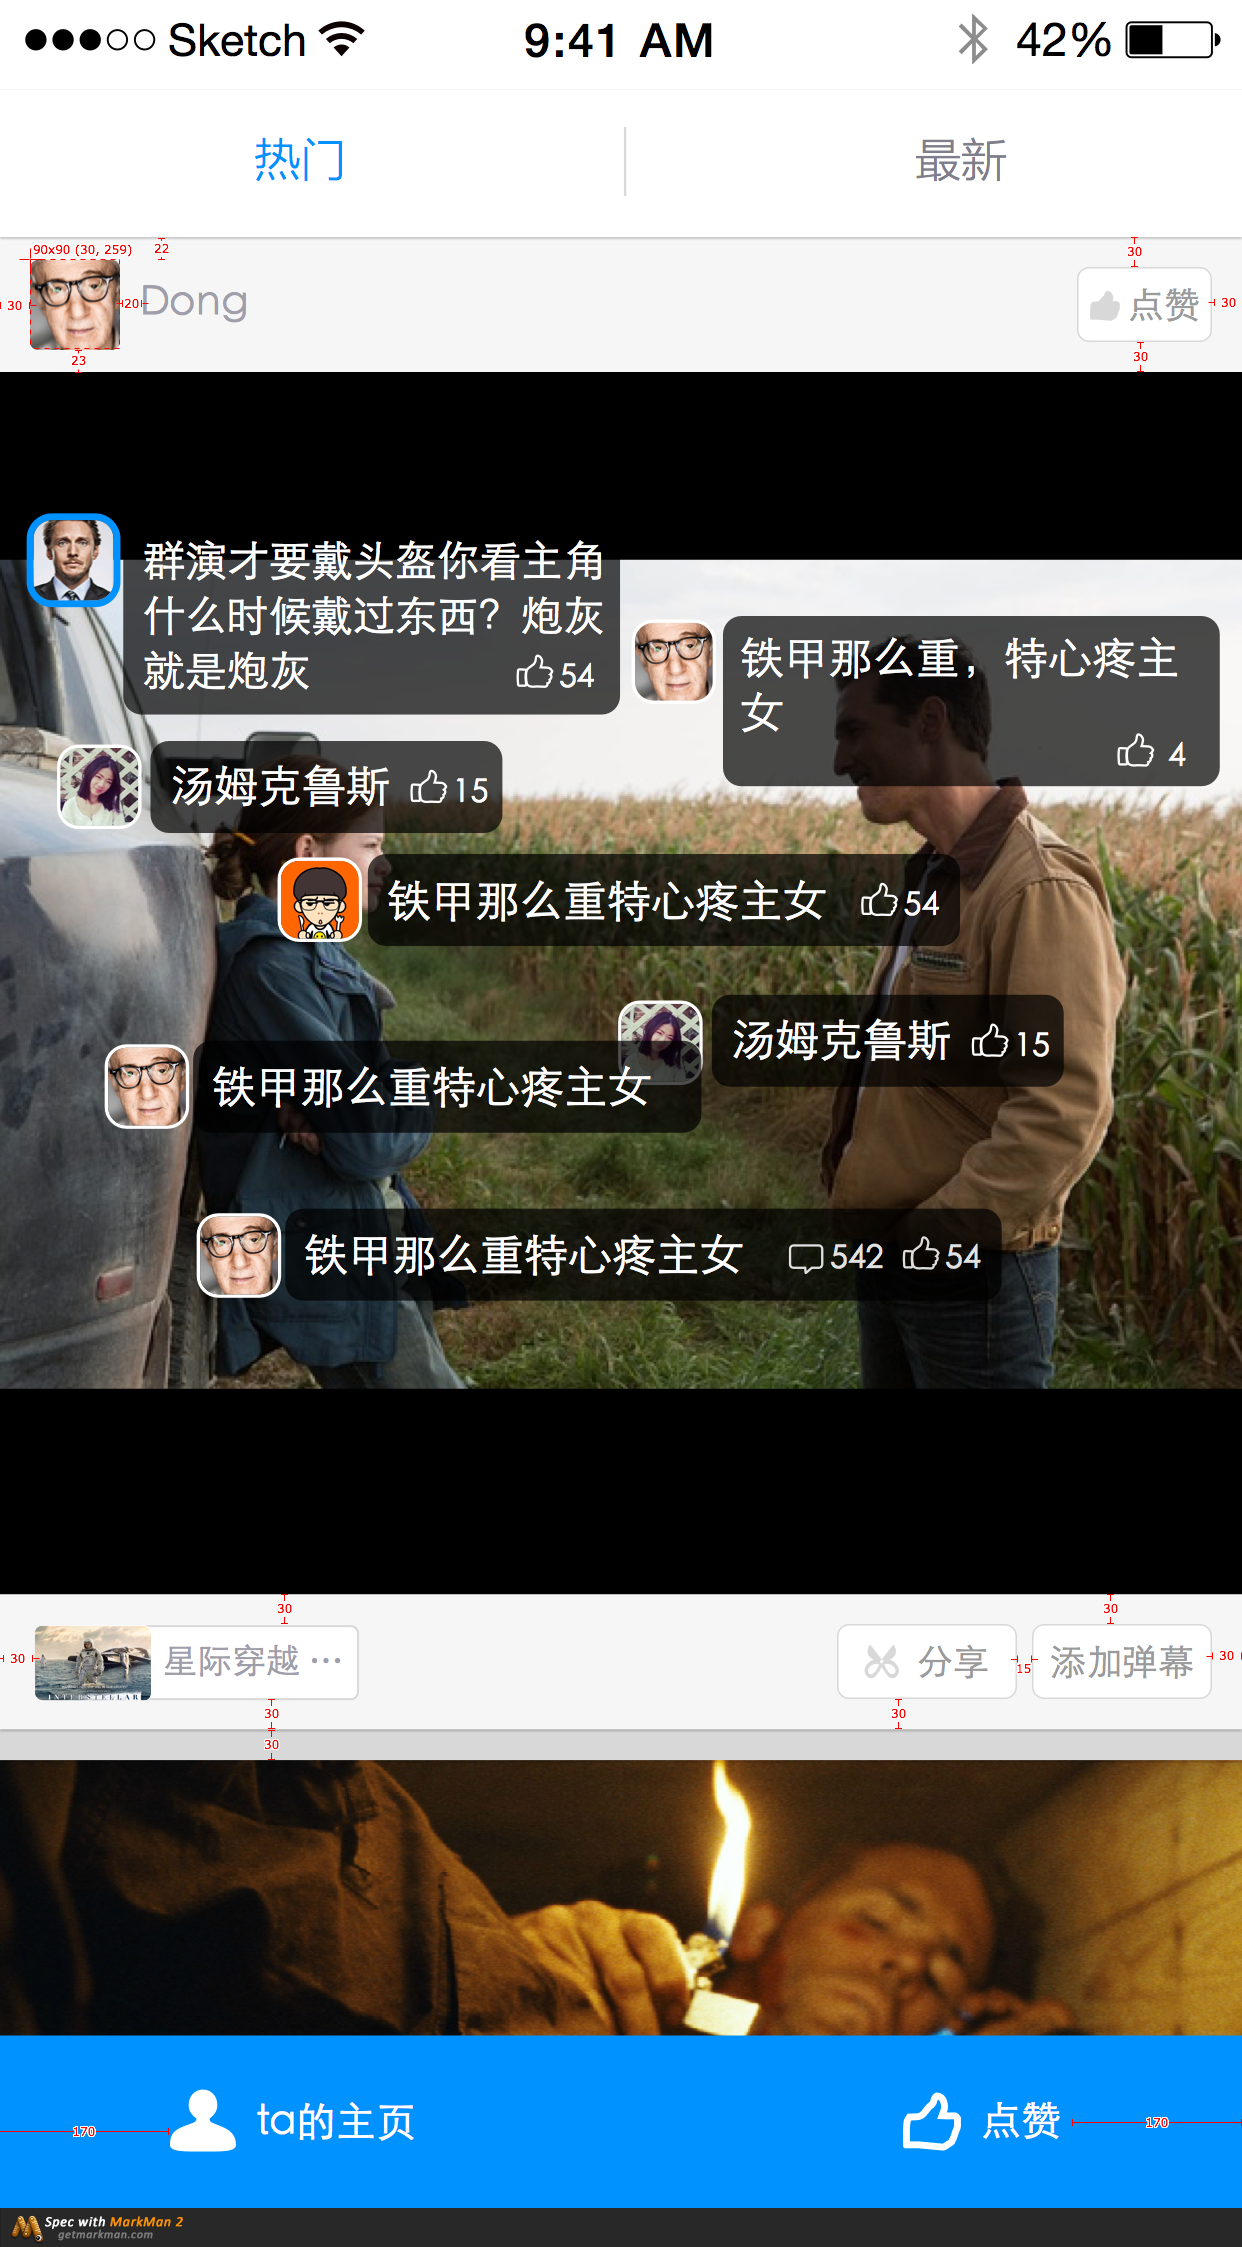 Sketch 9:41 AM 42%
热门 最新
90x90 (30, 259)
22
30
30
20
Dong
点赞
30
23
30
群演才要戴头盔你看主角
什么时候戴过东西？炮灰
就是炮灰 54
铁甲那么重，特心疼主
女
4
汤姆克鲁斯 15
铁甲那么重特心疼主女 54
汤姆克鲁斯 15
铁甲那么重特心疼主女
铁甲那么重特心疼主女 542 54
30
30
30
INTERSTELLAR
星际穿越 ···
分享
15
添加弹幕
30
30
30
30
170
ta的主页
点赞
170
Spec with MarkMan 2
getmarkman.com